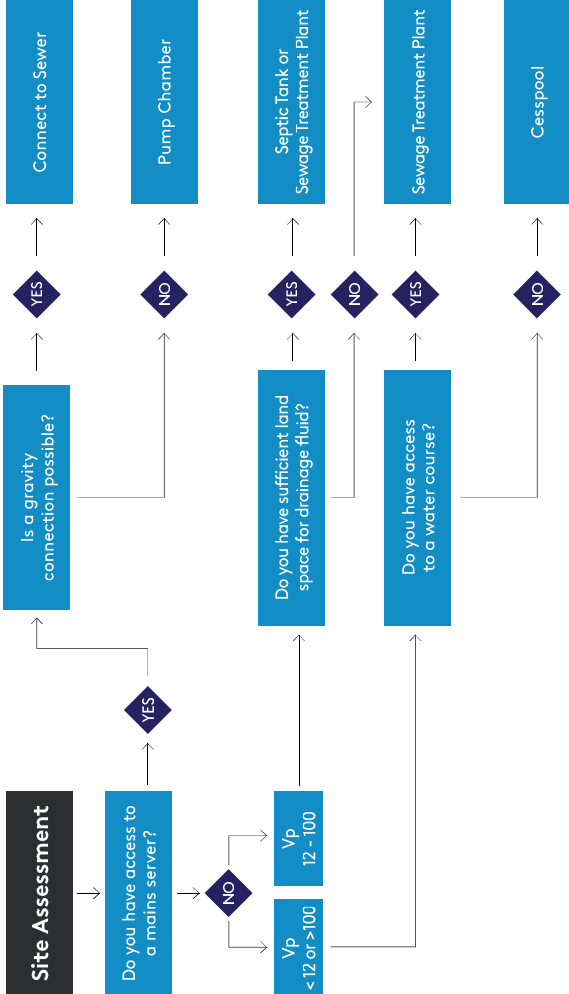 Site Assessment
Do you have access to
a mains server?
YES
NO
Vp
12 - 100
Vp
< 12 or >100
Is a gravity
connection possible?
YES
Connect to Sewer
NO
Pump Chamber
Do you have sufficient land
space for drainage fluid?
YES
Septic Tank or
Sewage Treatment Plant
NO
Do you have access
to a water course?
YES
Sewage Treatment Plant
NO
Cesspool